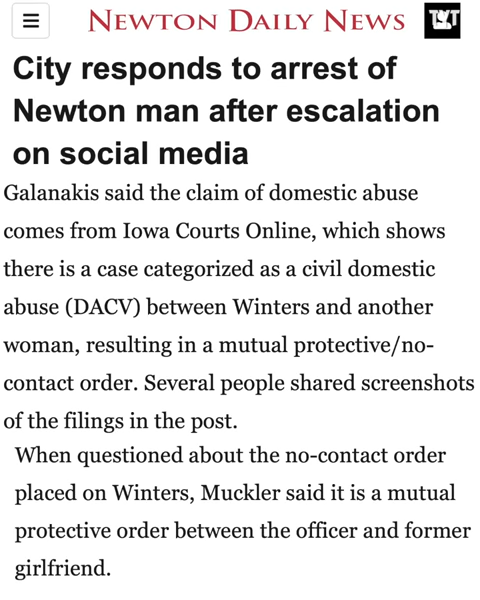 NEWTON DAILY NEWS
TYT
City responds to arrest of
Newton man after escalation
on social media
Galanakis said the claim of domestic abuse
comes from Iowa Courts Online, which shows
there is a case categorized as a civil domestic
abuse (DACV) between Winters and another
woman, resulting in a mutual protective/no-
contact order. Several people shared screenshots
of the filings in the post.
When questioned about the no-contact order
placed on Winters, Muckler said it is a mutual
protective order between the officer and former
girlfriend.